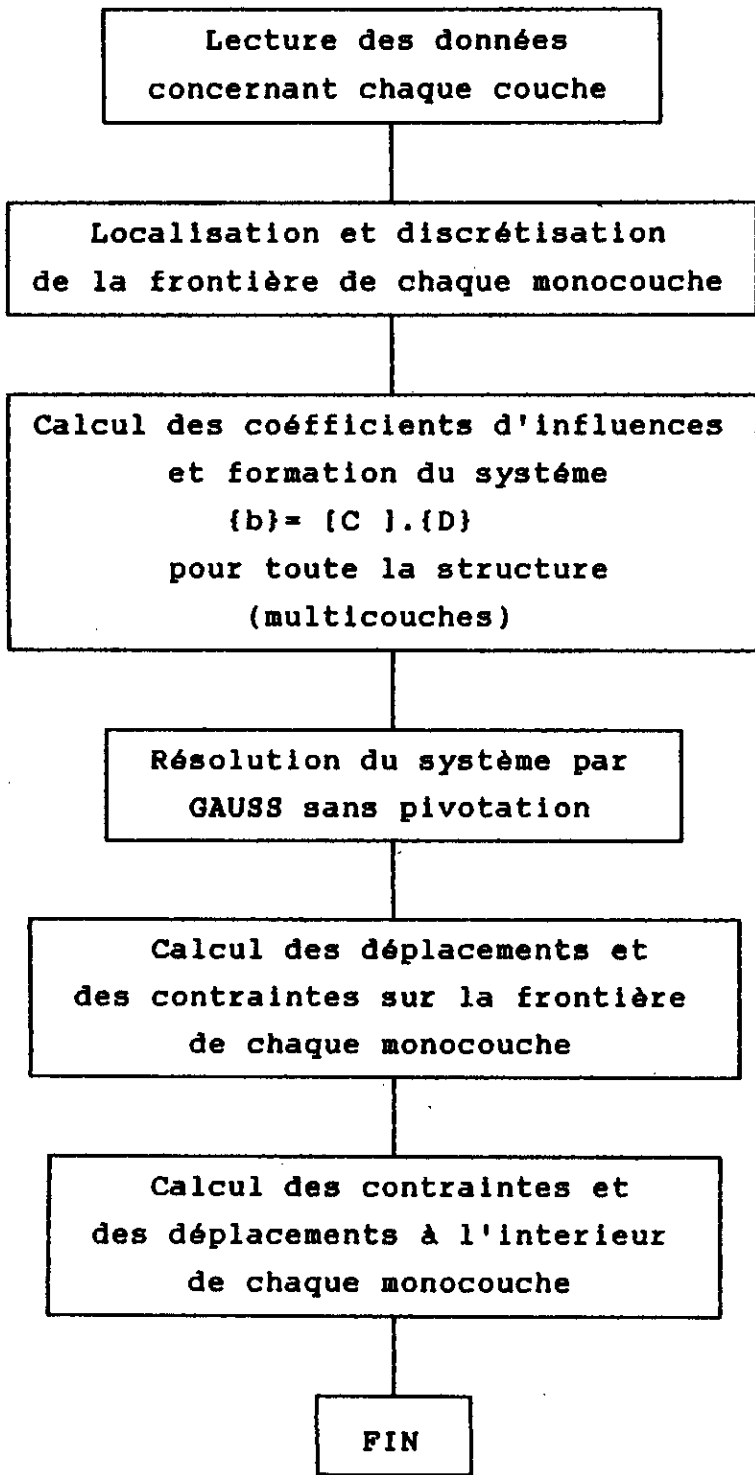 Lecture des données
concernant chaque couche
Localisation et discrétisation
de la frontière de chaque monocouche
Calcul des coéfficients d'influences
et formation du systéme
{b}= [C ].{D}
pour toute la structure
(multicouches)
Résolution du système par
GAUSS sans pivotation
Calcul des déplacements et
des contraintes sur la frontière
de chaque monocouche
Calcul des contraintes et
des déplacements à l'interieur
de chaque monocouche
FIN